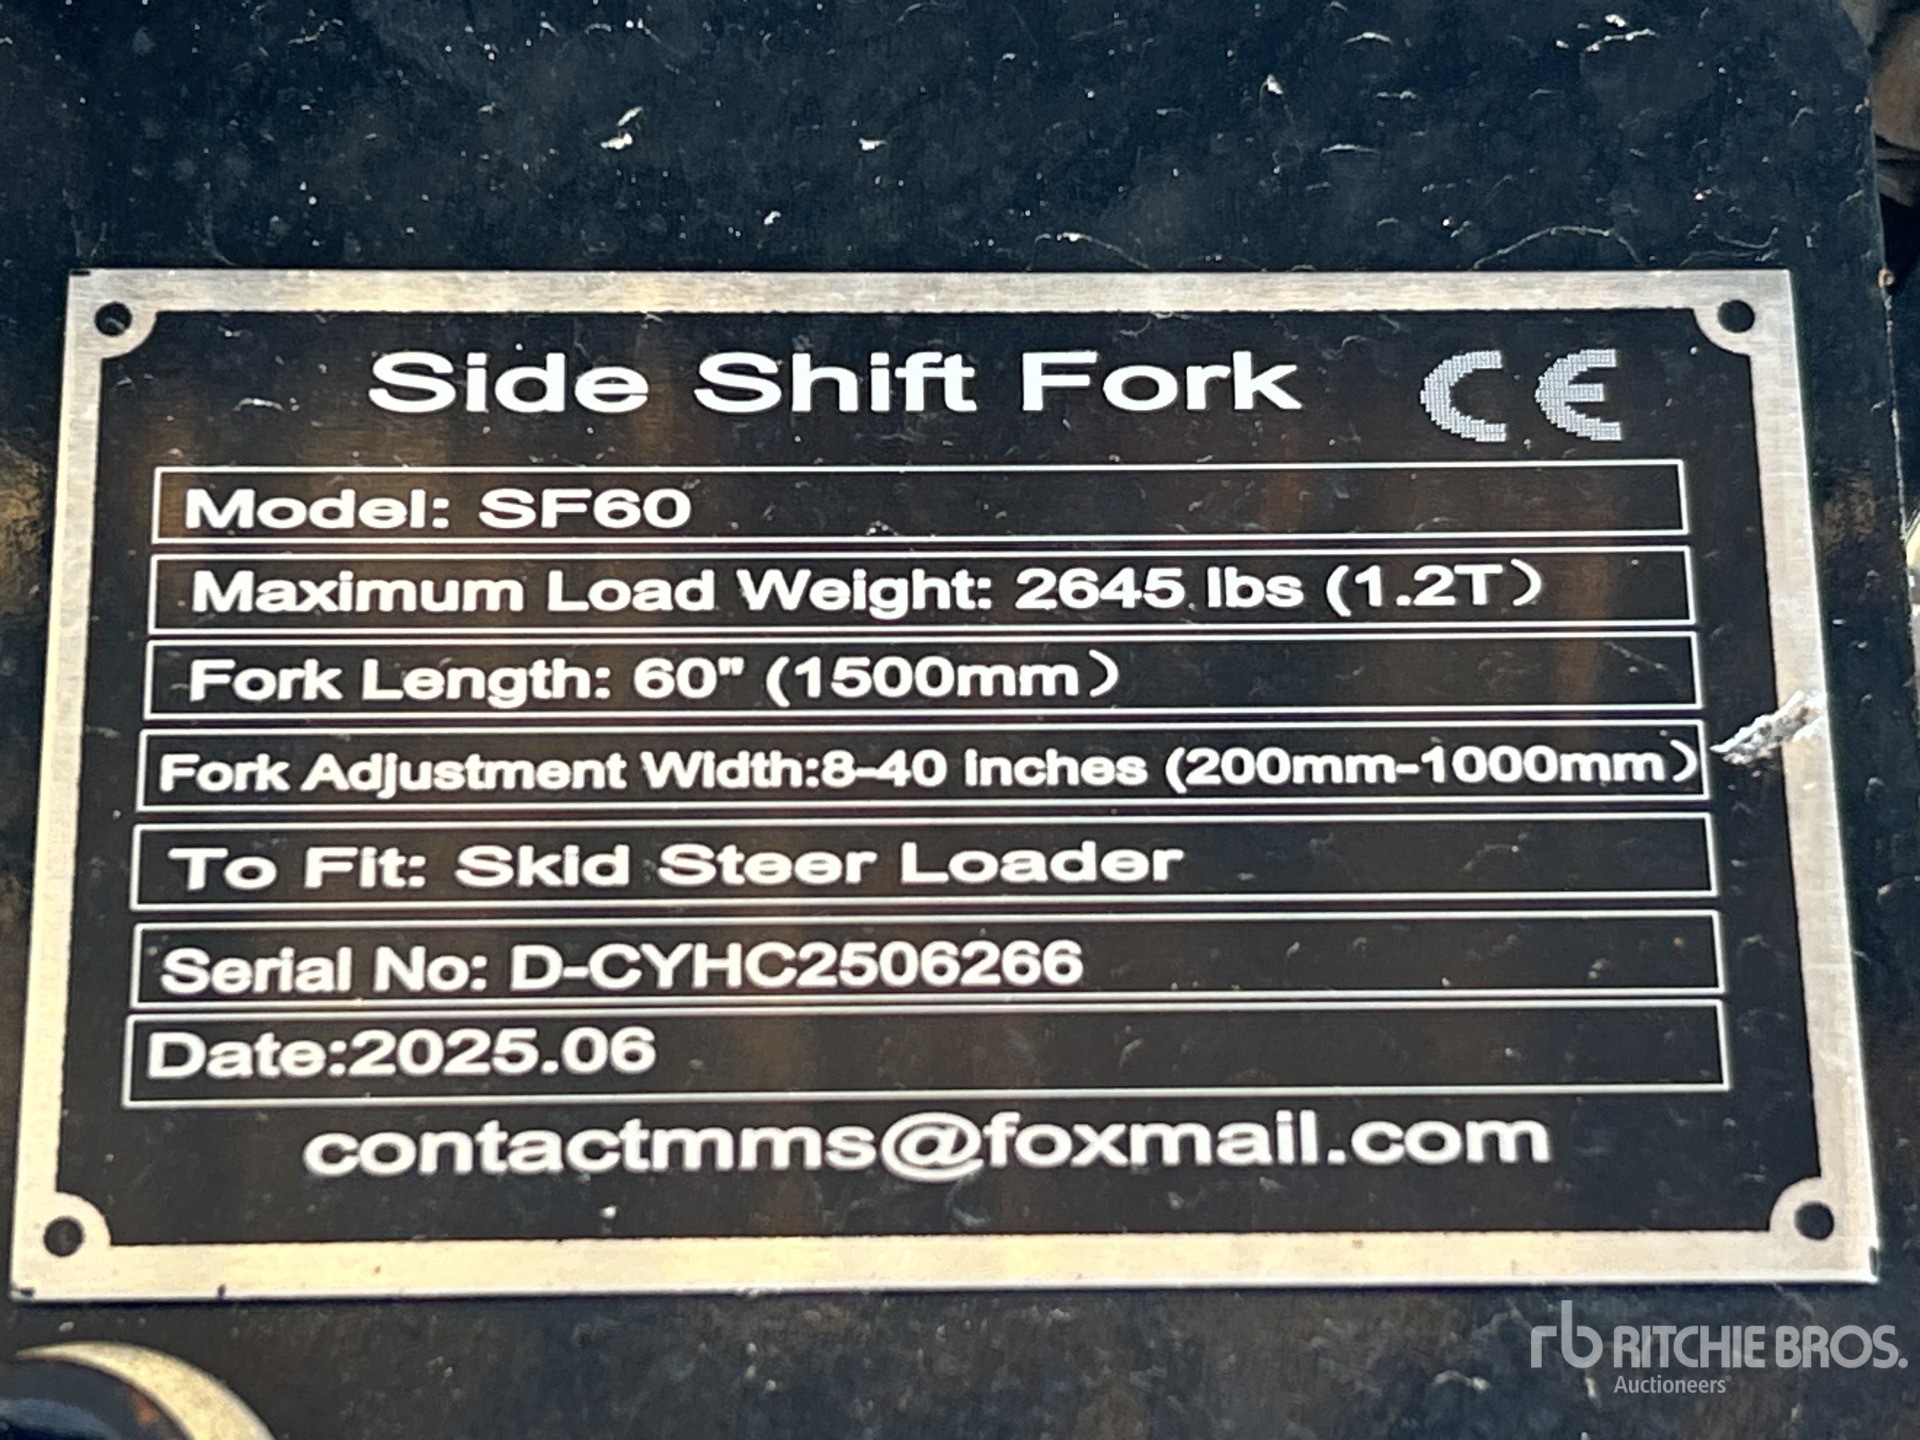 Side Shift Fork CE
Model: SF60
Maximum Load Weight: 2645 lbs (1.2T)
Fork Length: 60" (1500mm)
Fork Adjustment Width:8-40 inches (200mm-1000mm)
To Fit: Skid Steer Loader
Serial No: D-CYHC2506266
Date:2025.06
contactmms@foxmail.com
rb RITCHIE BROS.
Auctioneers